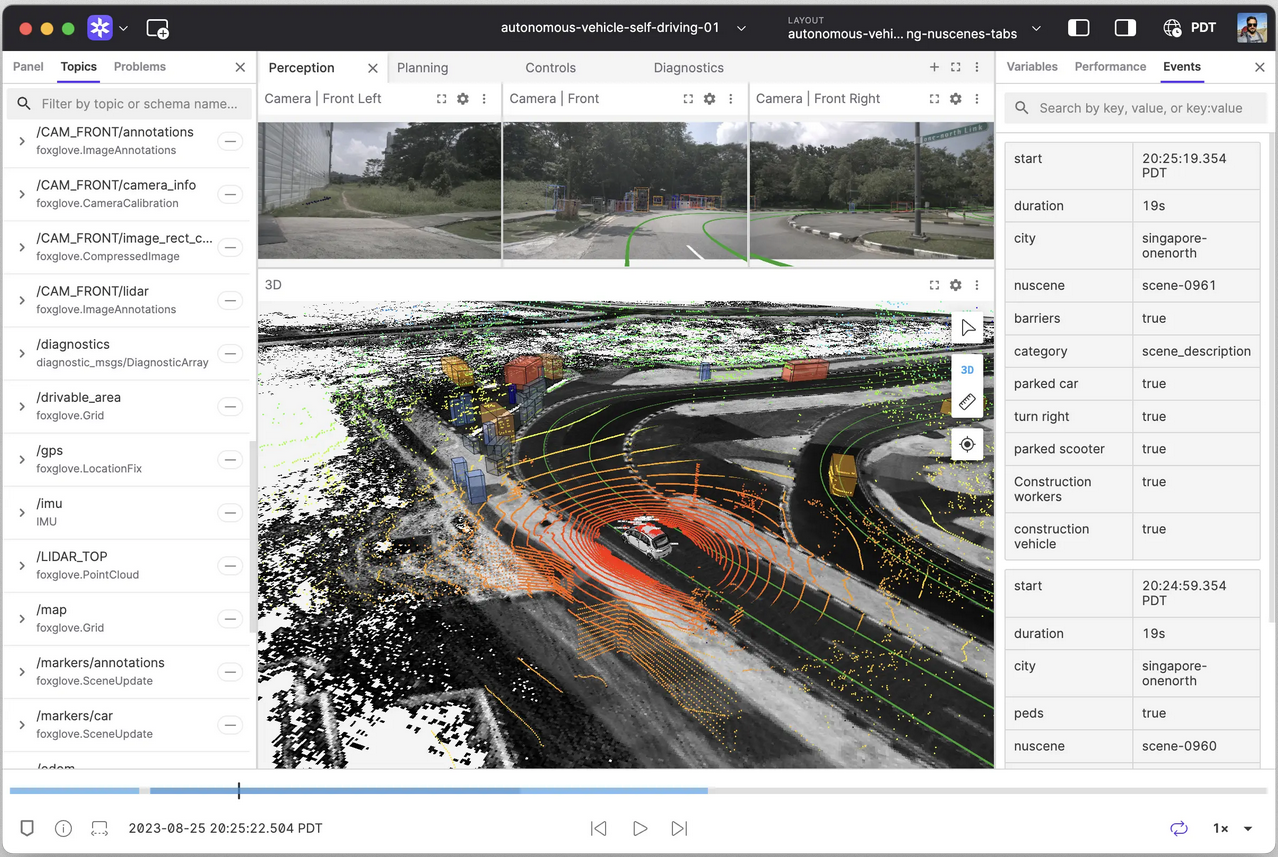 autonomous-vehicle-self-driving-01
LAYOUT
autonomous-vehi... ng-nuscenes-tabs
PDT
Panel
Topics
Problems
Filter by topic or schema name...
/CAM_FRONT/annotations
foxglove.ImageAnnotations
/CAM_FRONT/camera_info
foxglove.CameraCalibration
/CAM_FRONT/image_rect_c...
foxglove.CompressedImage
/CAM_FRONT/lidar
foxglove.ImageAnnotations
/diagnostics
diagnostic_msgs/DiagnosticArray
/drivable_area
foxglove.Grid
/gps
foxglove.LocationFix
/imu
IMU
/LIDAR_TOP
foxglove.PointCloud
/map
foxglove.Grid
/markers/annotations
foxglove.SceneUpdate
/markers/car
foxglove.SceneUpdate
/odom
Perception
Planning
Controls
Diagnostics
Camera | Front Left
Camera | Front
Camera | Front Right
one-north Link
3D
3D
Variables
Performance
Events
Search by key, value, or key:value
start 20:25:19.354
PDT
duration 19s
city singapore-
onenorth
nuscene scene-0961
barriers true
category scene_description
parked car true
turn right true
parked scooter true
Construction true
workers
construction true
vehicle
start 20:24:59.354
PDT
duration 19s
city singapore-
onenorth
peds true
nuscene scene-0960
2023-08-25 20:25:22.504 PDT
1×